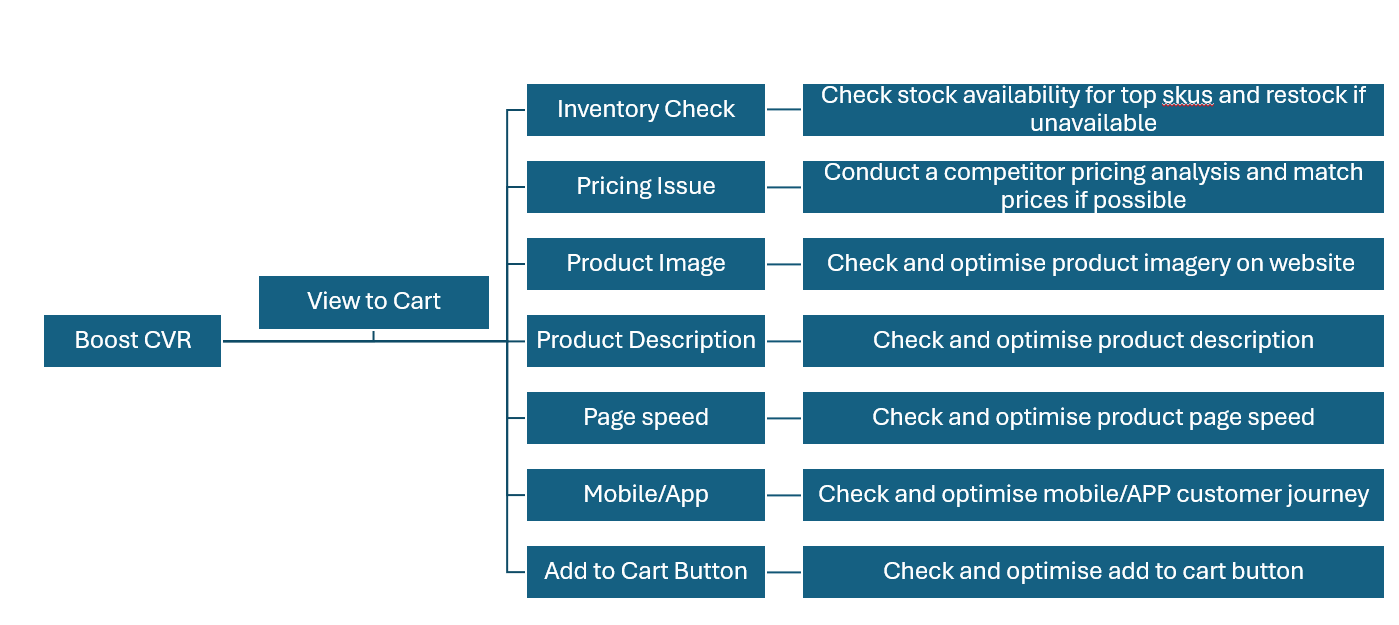 Boost CVR
View to Cart
Inventory Check
Check stock availability for top skus and restock if
unavailable
Pricing Issue
Conduct a competitor pricing analysis and match
prices if possible
Product Image
Check and optimise product imagery on website
Product Description
Check and optimise product description
Page speed
Check and optimise product page speed
Mobile/App
Check and optimise mobile/APP customer journey
Add to Cart Button
Check and optimise add to cart button